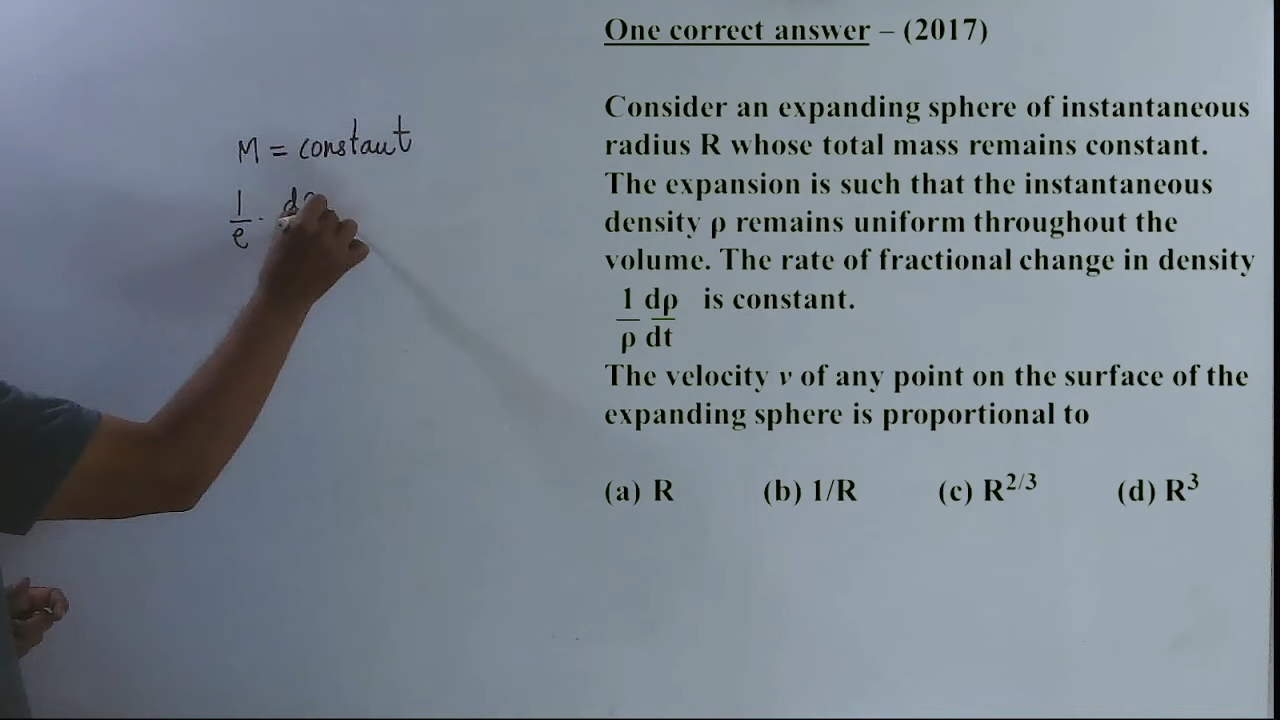 One correct answer – (2017)
M = constant
Consider an expanding sphere of instantaneous
radius R whose total mass remains constant.
1/ρ · d
The expansion is such that the instantaneous
density ρ remains uniform throughout the
volume. The rate of fractional change in density
1/ρ dρ/dt is constant.
The velocity v of any point on the surface of the
expanding sphere is proportional to
(a) R (b) 1/R (c) R^2/3 (d) R^3